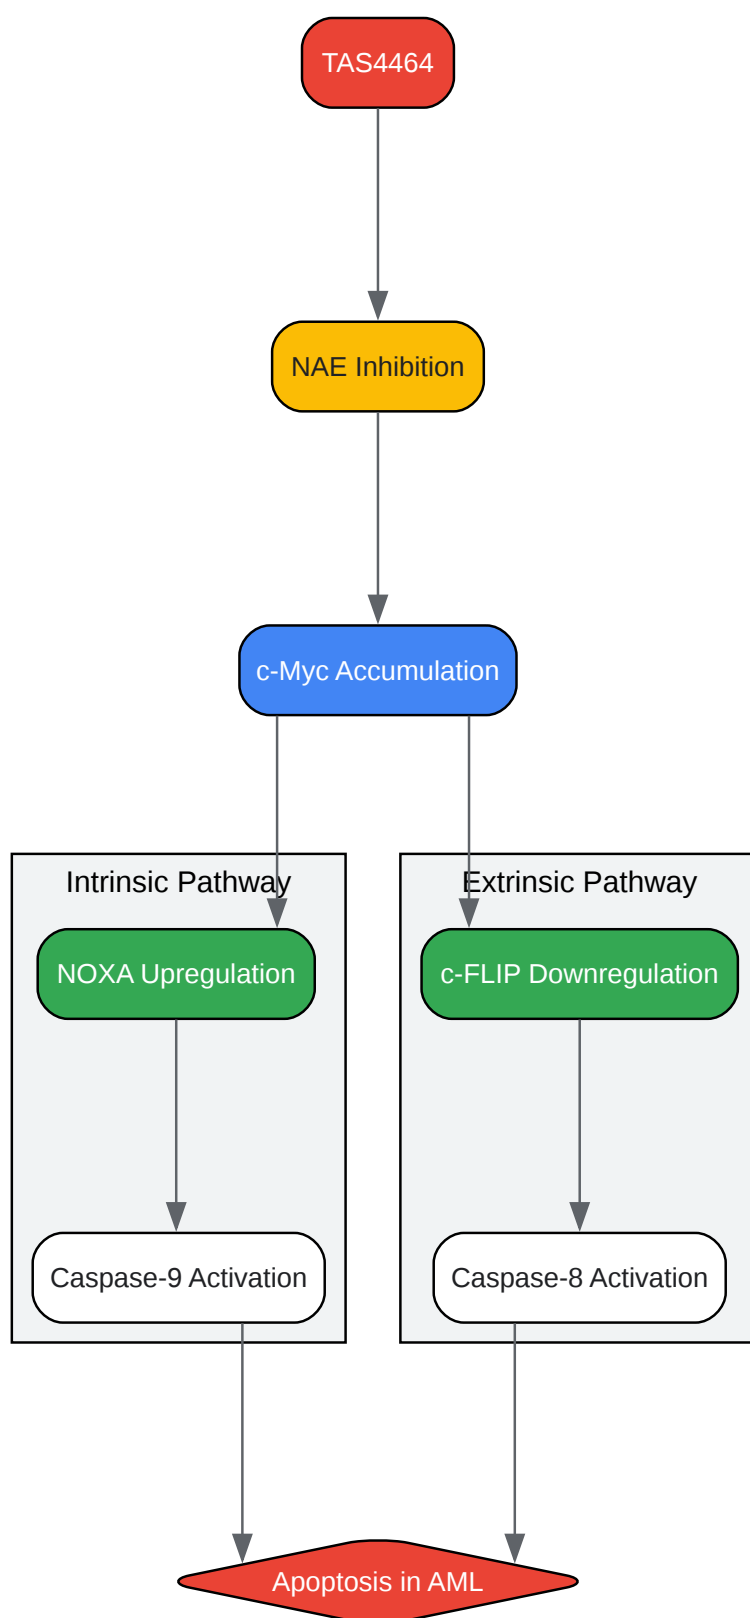 TAS4464
NAE Inhibition
c-Myc Accumulation
Intrinsic Pathway
NOXA Upregulation
Caspase-9 Activation
Extrinsic Pathway
c-FLIP Downregulation
Caspase-8 Activation
Apoptosis in AML